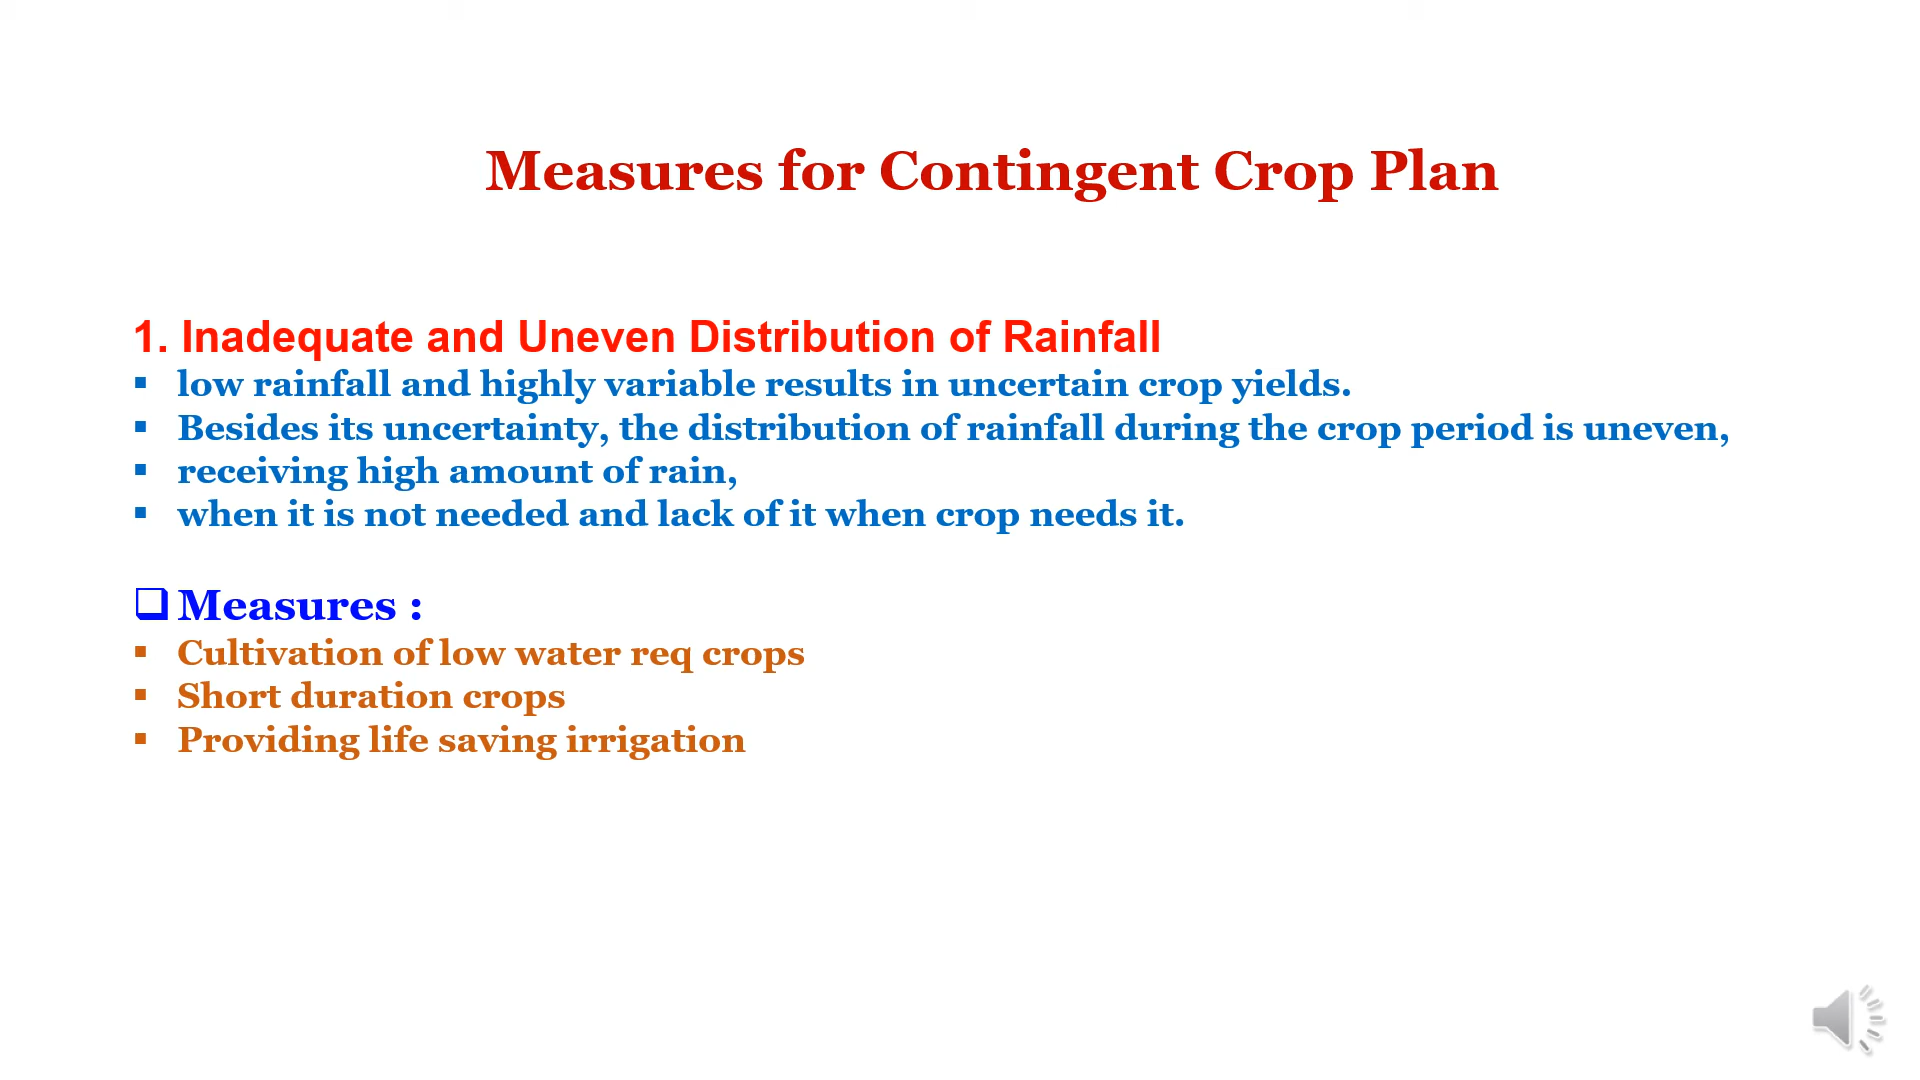 Measures for Contingent Crop Plan
1. Inadequate and Uneven Distribution of Rainfall
▪ low rainfall and highly variable results in uncertain crop yields.
▪ Besides its uncertainty, the distribution of rainfall during the crop period is uneven,
▪ receiving high amount of rain,
▪ when it is not needed and lack of it when crop needs it.
❑ Measures :
▪ Cultivation of low water req crops
▪ Short duration crops
▪ Providing life saving irrigation